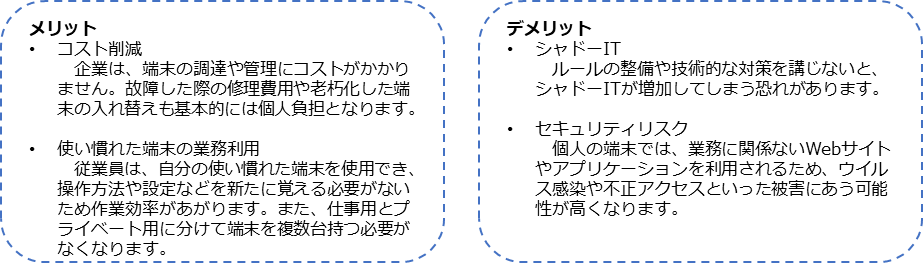 メリット
• コスト削減
企業は、端末の調達や管理にコストがかかり
ません。故障した際の修理費用や老朽化した端
末の入れ替えも基本的には個人負担となります。
• 使い慣れた端末の業務利用
従業員は、自分の使い慣れた端末を使用でき、
操作方法や設定などを新たに覚える必要がない
ため作業効率があがります。また、仕事用とプ
ライベート用に分けて端末を複数台持つ必要が
なくなります。
デメリット
• シャドーIT
ルールの整備や技術的な対策を講じないと、
シャドーITが増加してしまう恐れがあります。
• セキュリティリスク
個人の端末では、業務に関係ないWebサイト
やアプリケーションを利用されるため、ウイル
ス感染や不正アクセスといった被害にあう可能
性が高くなります。